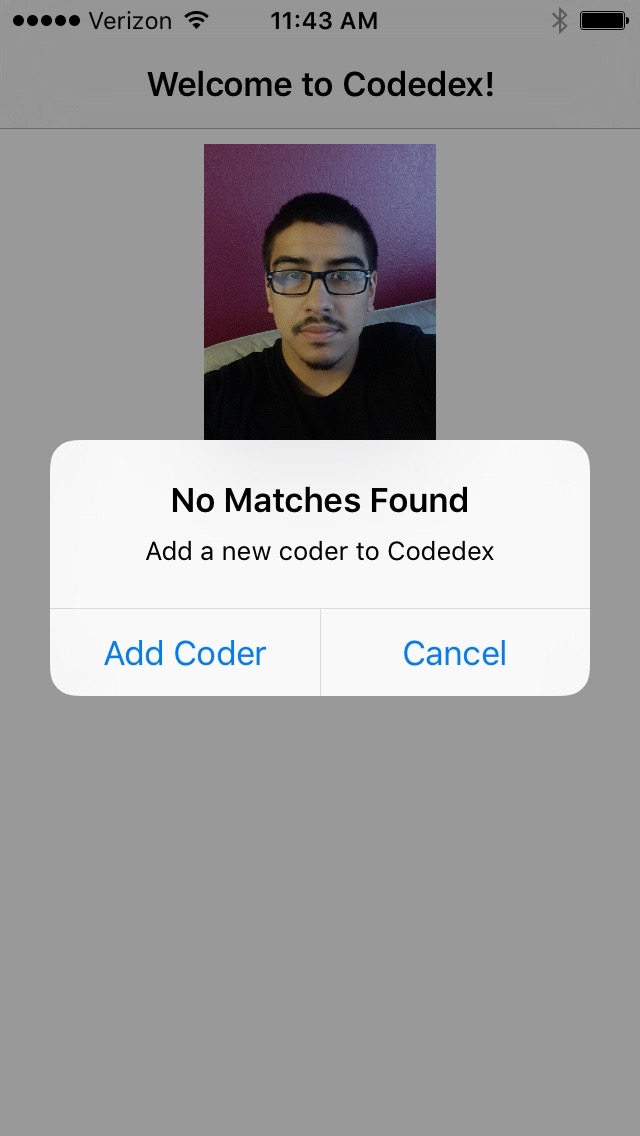 Verizon 11:43 AM
Welcome to Codedex!
No Matches Found
Add a new coder to Codedex
Add Coder Cancel